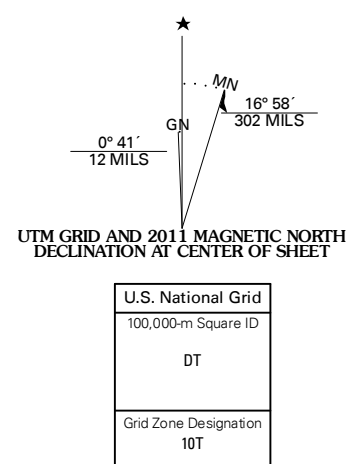 MN
16° 58´
302 MILS
GN
0° 41´
12 MILS
UTM GRID AND 2011 MAGNETIC NORTH
DECLINATION AT CENTER OF SHEET
U.S. National Grid
100,000-m Square ID
DT
Grid Zone Designation
10T